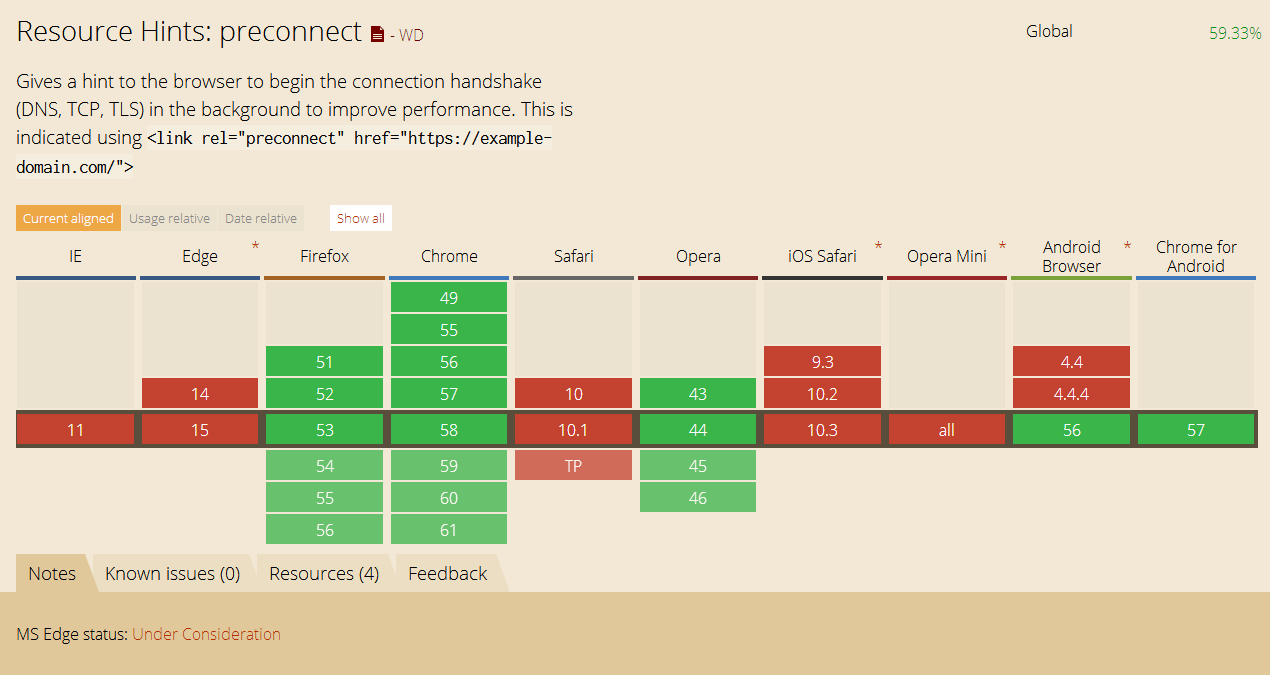 Resource Hints: preconnect - WD
Global 59.33%
Gives a hint to the browser to begin the connection handshake
(DNS, TCP, TLS) in the background to improve performance. This is
indicated using <link rel="preconnect" href="https://example-
domain.com/">
Current aligned Usage relative Date relative Show all
IE Edge * Firefox Chrome Safari Opera iOS Safari * Opera Mini * Android Browser * Chrome for Android
49
55
51 56 9.3 4.4
14 52 57 10 43 10.2 4.4.4
11 15 53 58 10.1 44 10.3 all 56 57
54 59 TP 45
55 60 46
56 61
Notes Known issues (0) Resources (4) Feedback
MS Edge status: Under Consideration